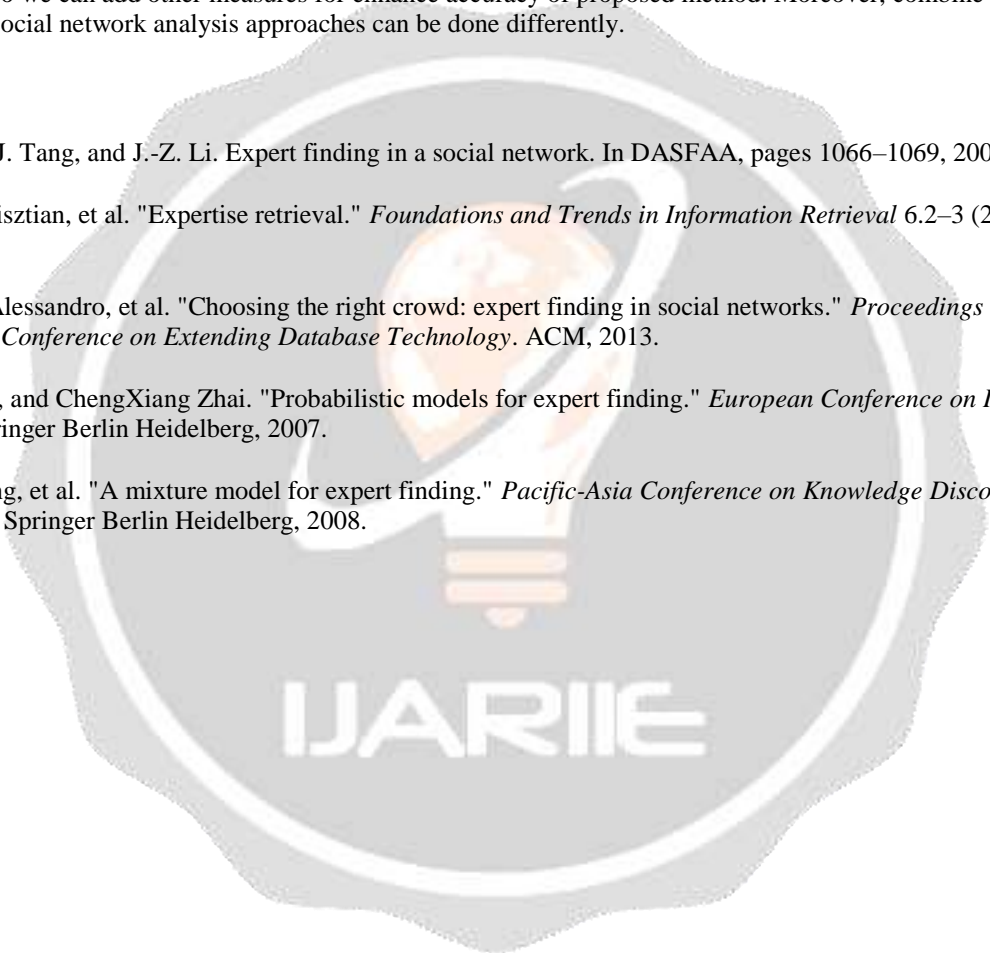 o we can add other measures for enhance accuracy of proposed method. Moreover, combine
ocial network analysis approaches can be done differently.
J. Tang, and J.-Z. Li. Expert finding in a social network. In DASFAA, pages 1066–1069, 200
isztian, et al. "Expertise retrieval." Foundations and Trends in Information Retrieval 6.2–3 (2
Alessandro, et al. "Choosing the right crowd: expert finding in social networks." Proceedings
Conference on Extending Database Technology. ACM, 2013.
, and ChengXiang Zhai. "Probabilistic models for expert finding." European Conference on I
ringer Berlin Heidelberg, 2007.
ng, et al. "A mixture model for expert finding." Pacific-Asia Conference on Knowledge Disco
Springer Berlin Heidelberg, 2008.
IJARIIE